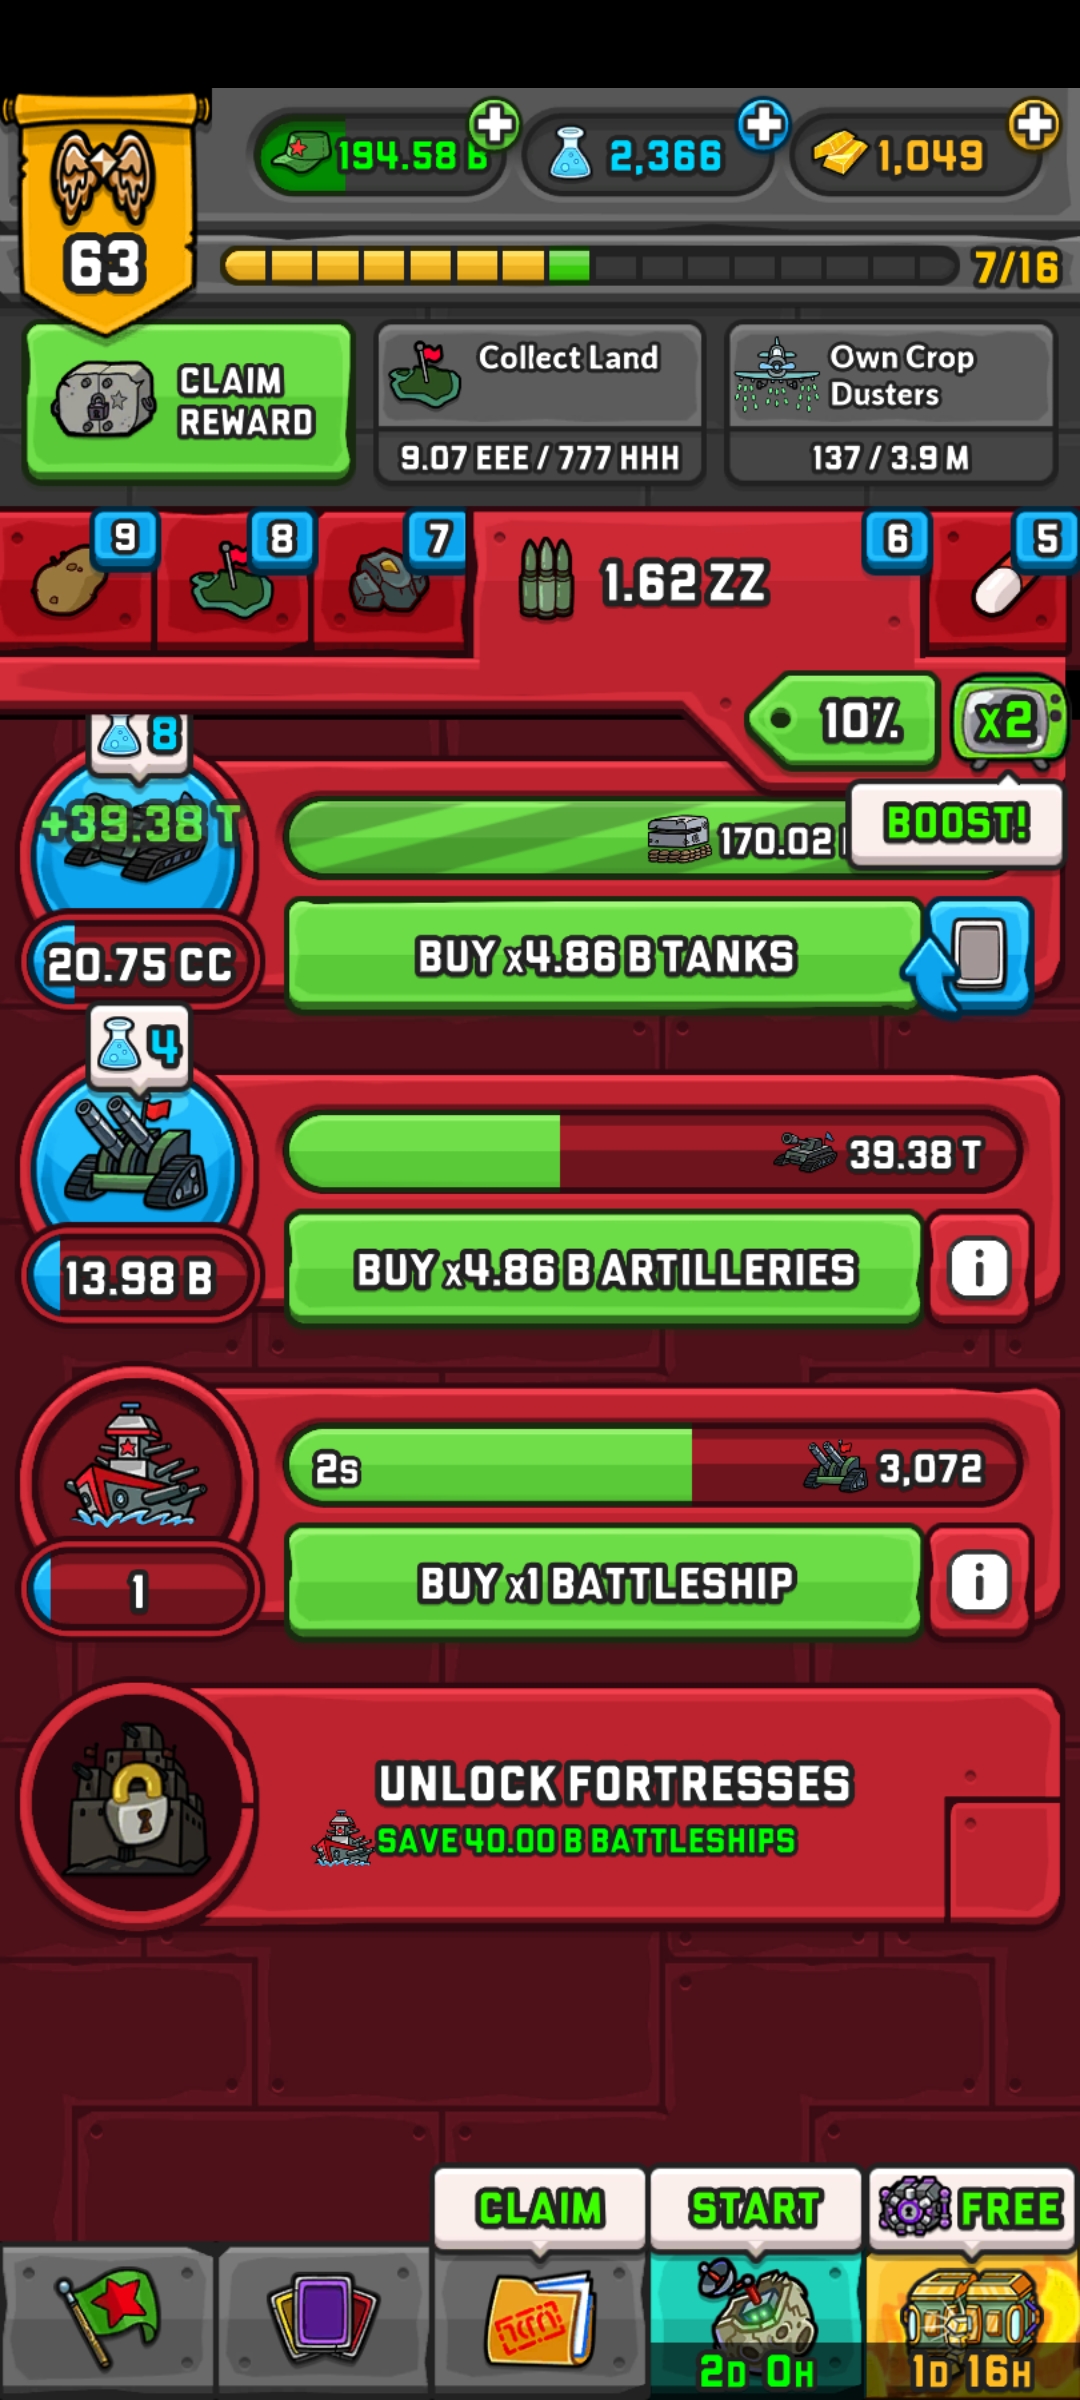 194.58 B
2,366
1,049
63
7/16
CLAIM
REWARD
Collect Land
9.07 EEE / 777 HHH
Own Crop
Dusters
137 / 3.9 M
9
8
7
1.62 ZZ
6
5
10%
x2
BOOST!
8
+39.38 T
170.02
20.75 CC
BUY x4.86 B TANKS
4
39.38 T
13.98 B
BUY x4.86 B ARTILLERIES
i
2s
3,072
1
BUY x1 BATTLESHIP
i
UNLOCK FORTRESSES
SAVE 40.00 B BATTLESHIPS
CLAIM
START
FREE
2D 0H
1D 16H